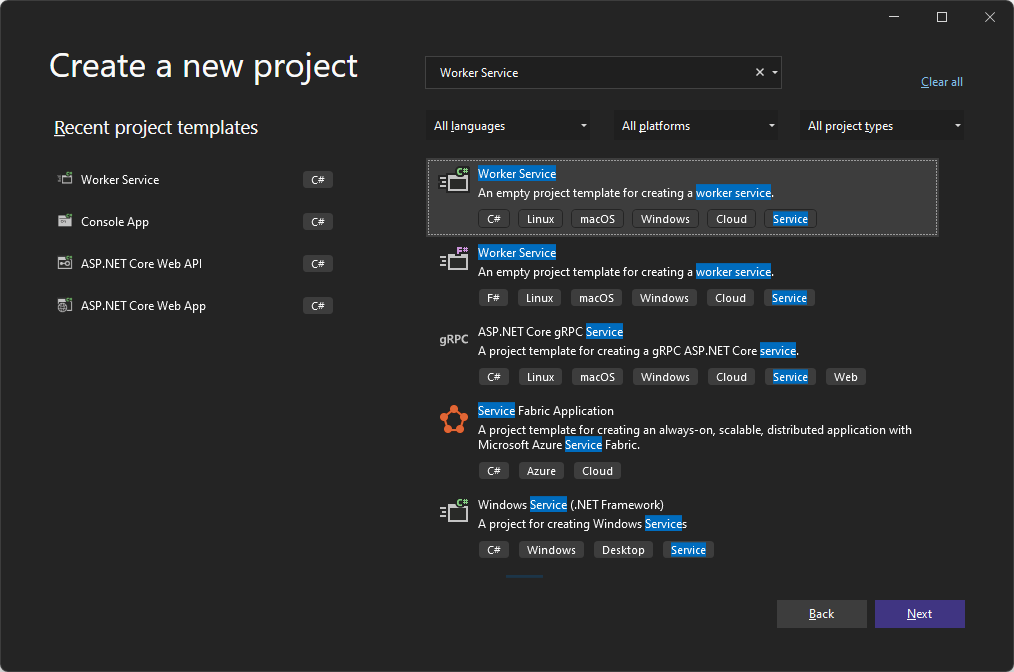 Create a new project
Recent project templates
Worker Service C#
Console App C#
ASP.NET Core Web API C#
ASP.NET Core Web App C#
Worker Service
Clear all
All languages All platforms All project types
C#
Worker Service
An empty project template for creating a worker service.
C# Linux macOS Windows Cloud Service
F#
Worker Service
An empty project template for creating a worker service.
F# Linux macOS Windows Cloud Service
gRPC
ASP.NET Core gRPC Service
A project template for creating a gRPC ASP.NET Core service.
C# Linux macOS Windows Cloud Service Web
Service Fabric Application
A project template for creating an always-on, scalable, distributed application with
Microsoft Azure Service Fabric.
C# Azure Cloud
C#
Windows Service (.NET Framework)
A project for creating Windows Services
C# Windows Desktop Service
Back Next